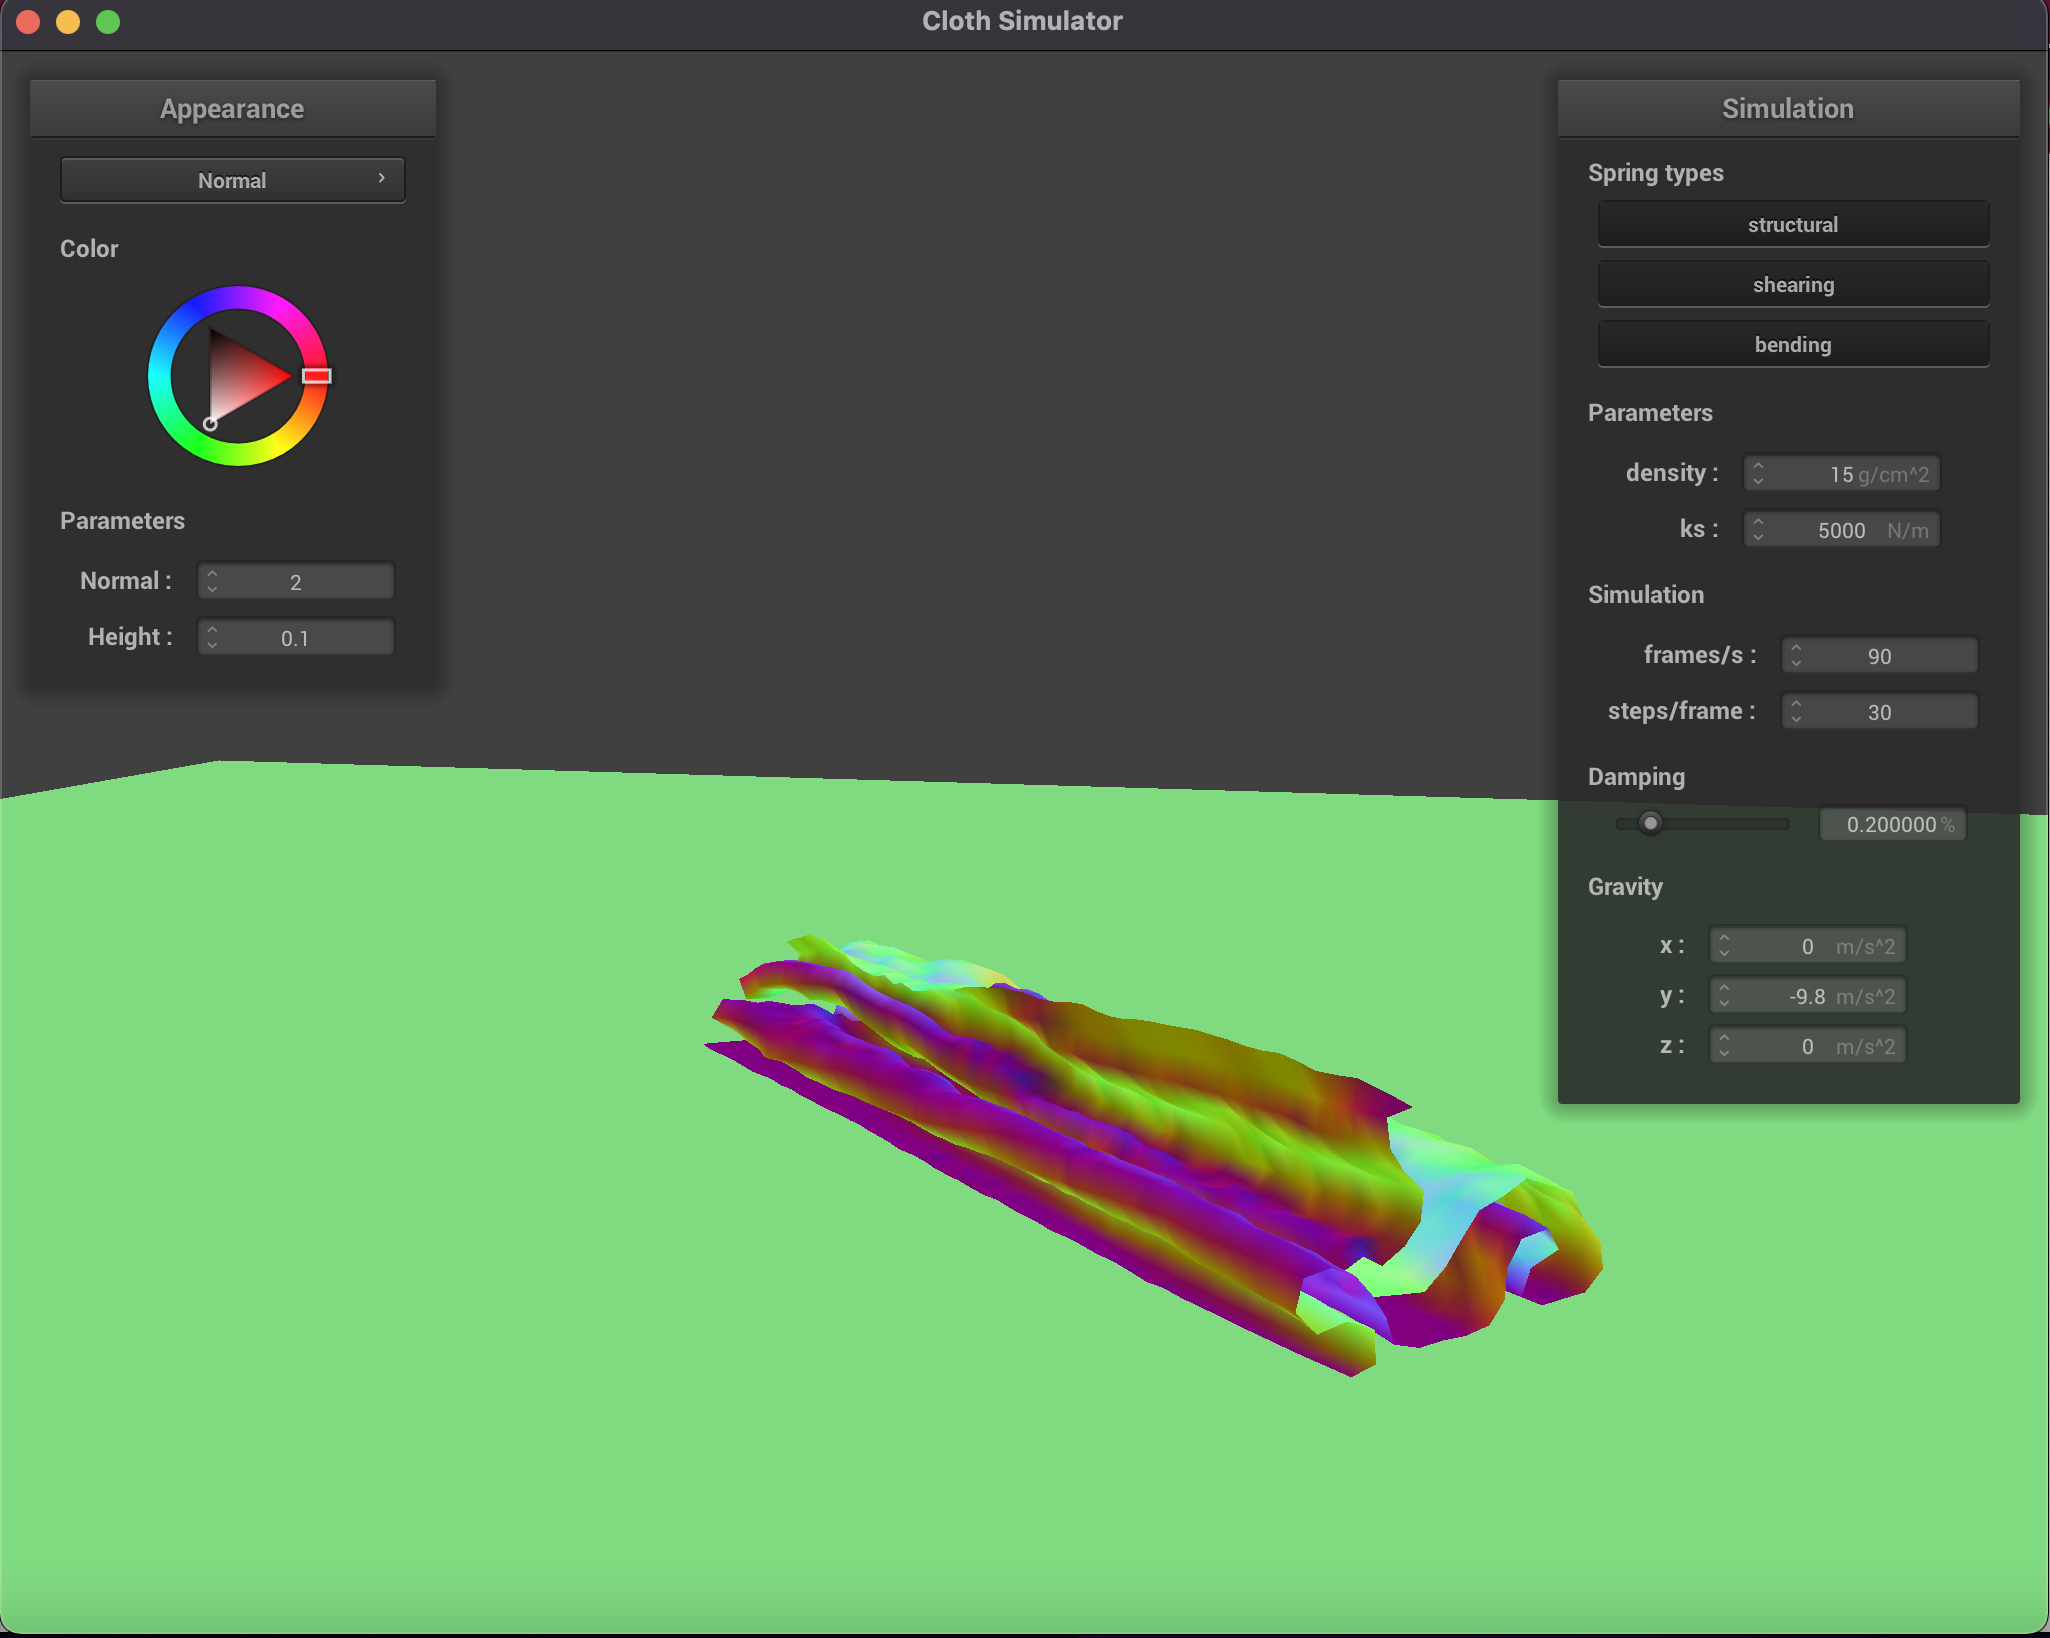 Cloth Simulator
Appearance
Normal
Color
Parameters
Normal : 2
Height : 0.1
Simulation
Spring types
structural
shearing
bending
Parameters
density : 15 g/cm^2
ks : 5000 N/m
Simulation
frames/s : 90
steps/frame : 30
Damping
0.200000 %
Gravity
x : 0 m/s^2
y : -9.8 m/s^2
z : 0 m/s^2